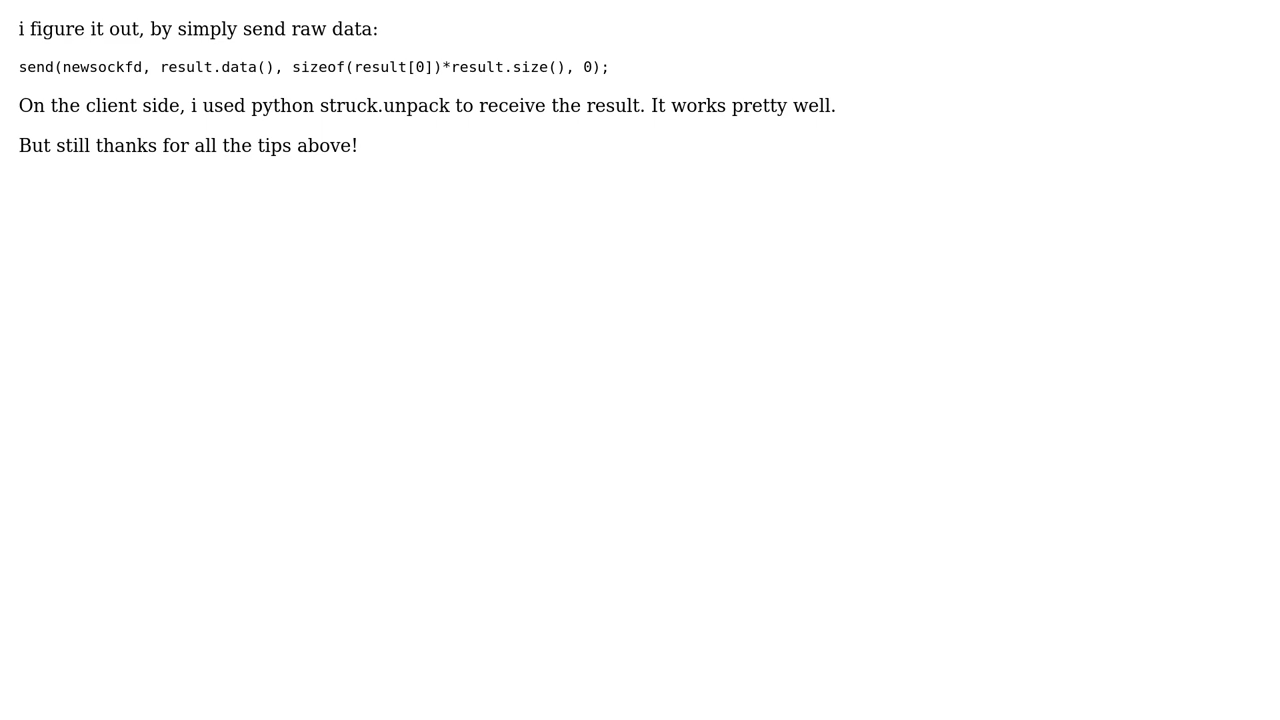 i figure it out, by simply send raw data:
send(newsockfd, result.data(), sizeof(result[0])*result.size(), 0);
On the client side, i used python struck.unpack to receive the result. It works pretty well.
But still thanks for all the tips above!